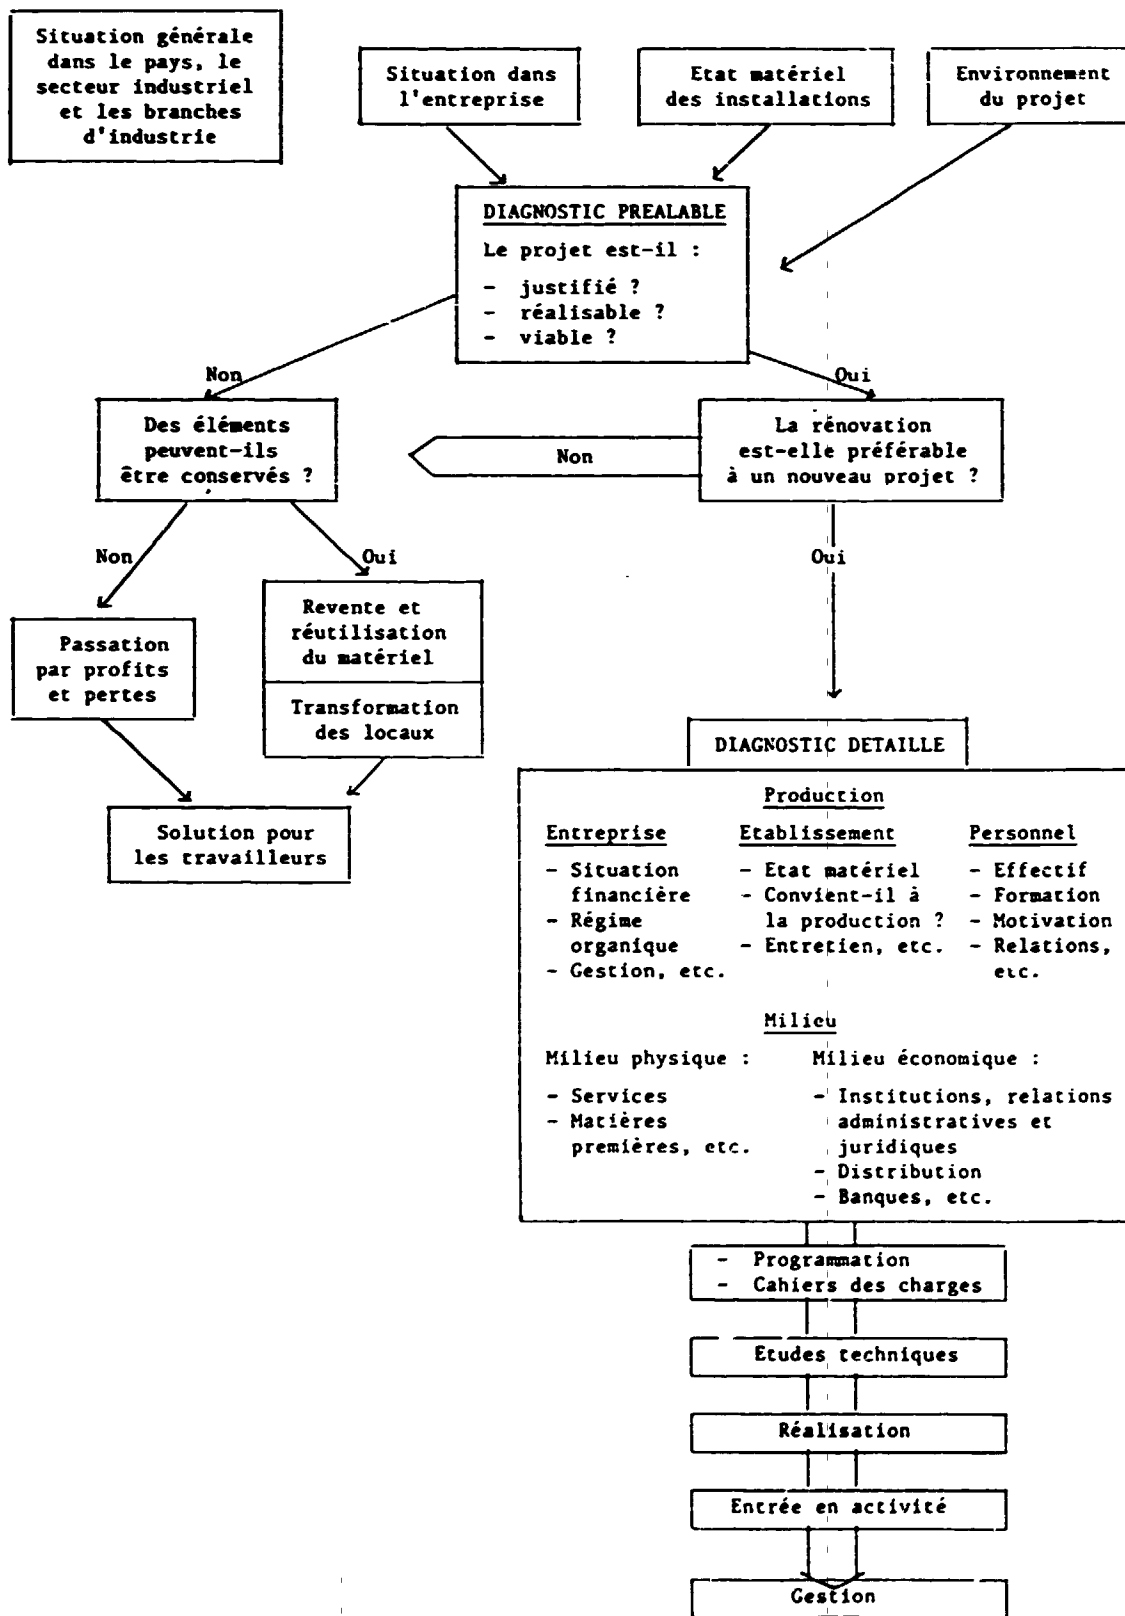 Situation générale
dans le pays, le
secteur industriel
et les branches
d'industrie
Situation dans
l'entreprise
Etat matériel
des installations
Environnement
du projet
DIAGNOSTIC PREALABLE
Le projet est-il :
- justifié ?
- réalisable ?
- viable ?
Non
Oui
Des éléments
peuvent-ils
être conservés ?
Non
La rénovation
est-elle préférable
à un nouveau projet ?
Non
Oui
Oui
Passation
par profits
et pertes
Revente et
réutilisation
du matériel
Transformation
des locaux
Solution pour
les travailleurs
DIAGNOSTIC DETAILLE
Production
Entreprise
- Situation
financière
- Régime
organique
- Gestion, etc.
Etablissement
- Etat matériel
- Convient-il à
la production ?
- Entretien, etc.
Personnel
- Effectif
- Formation
- Motivation
- Relations,
etc.
Milieu
Milieu physique :
- Services
- Matières
premières, etc.
Milieu économique :
- Institutions, relations
administratives et
juridiques
- Distribution
- Banques, etc.
- Programmation
- Cahiers des charges
Etudes techniques
Réalisation
Entrée en activité
Gestion